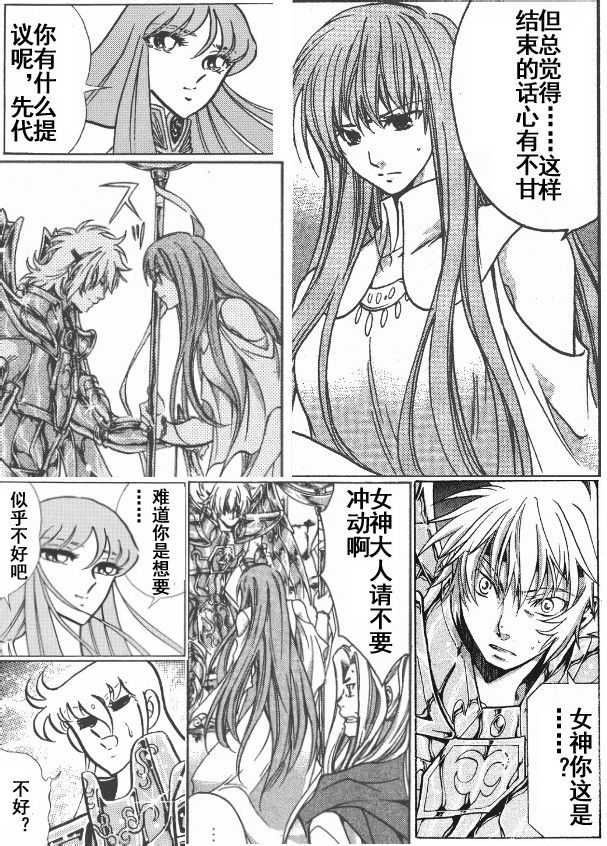 但总觉得……这样
结束的话心有不甘
你有什么提
议呢，先代
ス
女神你这是
……？
女神大人请不要
冲动啊
…
难道你是想要
……
似乎不好吧
不好？